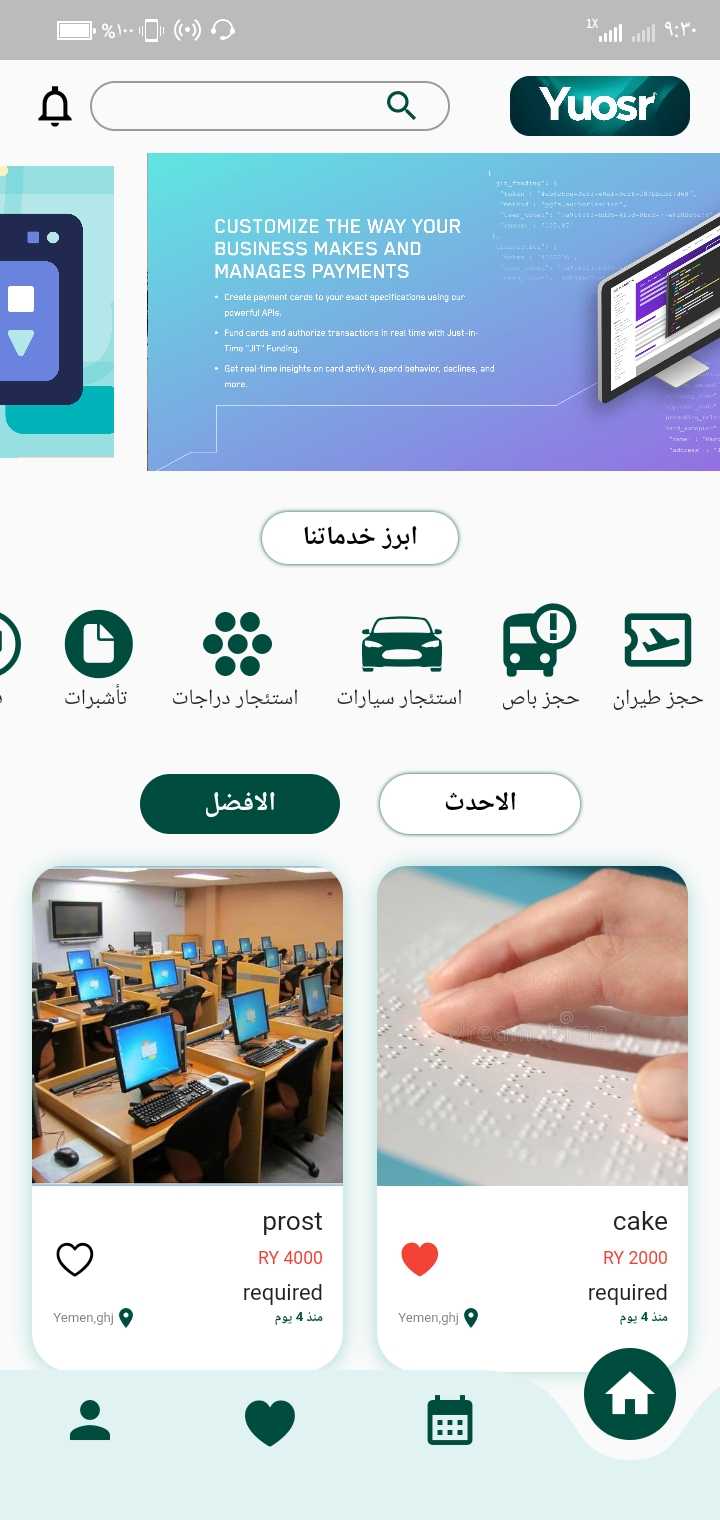 %١٠٠
1X
٩:٣٠
Yuosr
CUSTOMIZE THE WAY YOUR
BUSINESS MAKES AND
MANAGES PAYMENTS
• Create payment cards to your exact specifications using our
powerful APIs.
• Fund cards and authorize transactions in real time with Just-in-
Time "JIT" Funding.
• Get real-time insights on card activity, spend behavior, declines, and
more.
ابرز خدماتنا
حجز طيران
حجز باص
استئجار سيارات
استئجار دراجات
تأشبرات
الاحدث
الافضل
dreamstime
cake
RY 2000
required
منذ 4 يوم
Yemen,ghj
prost
RY 4000
required
منذ 4 يوم
Yemen,ghj